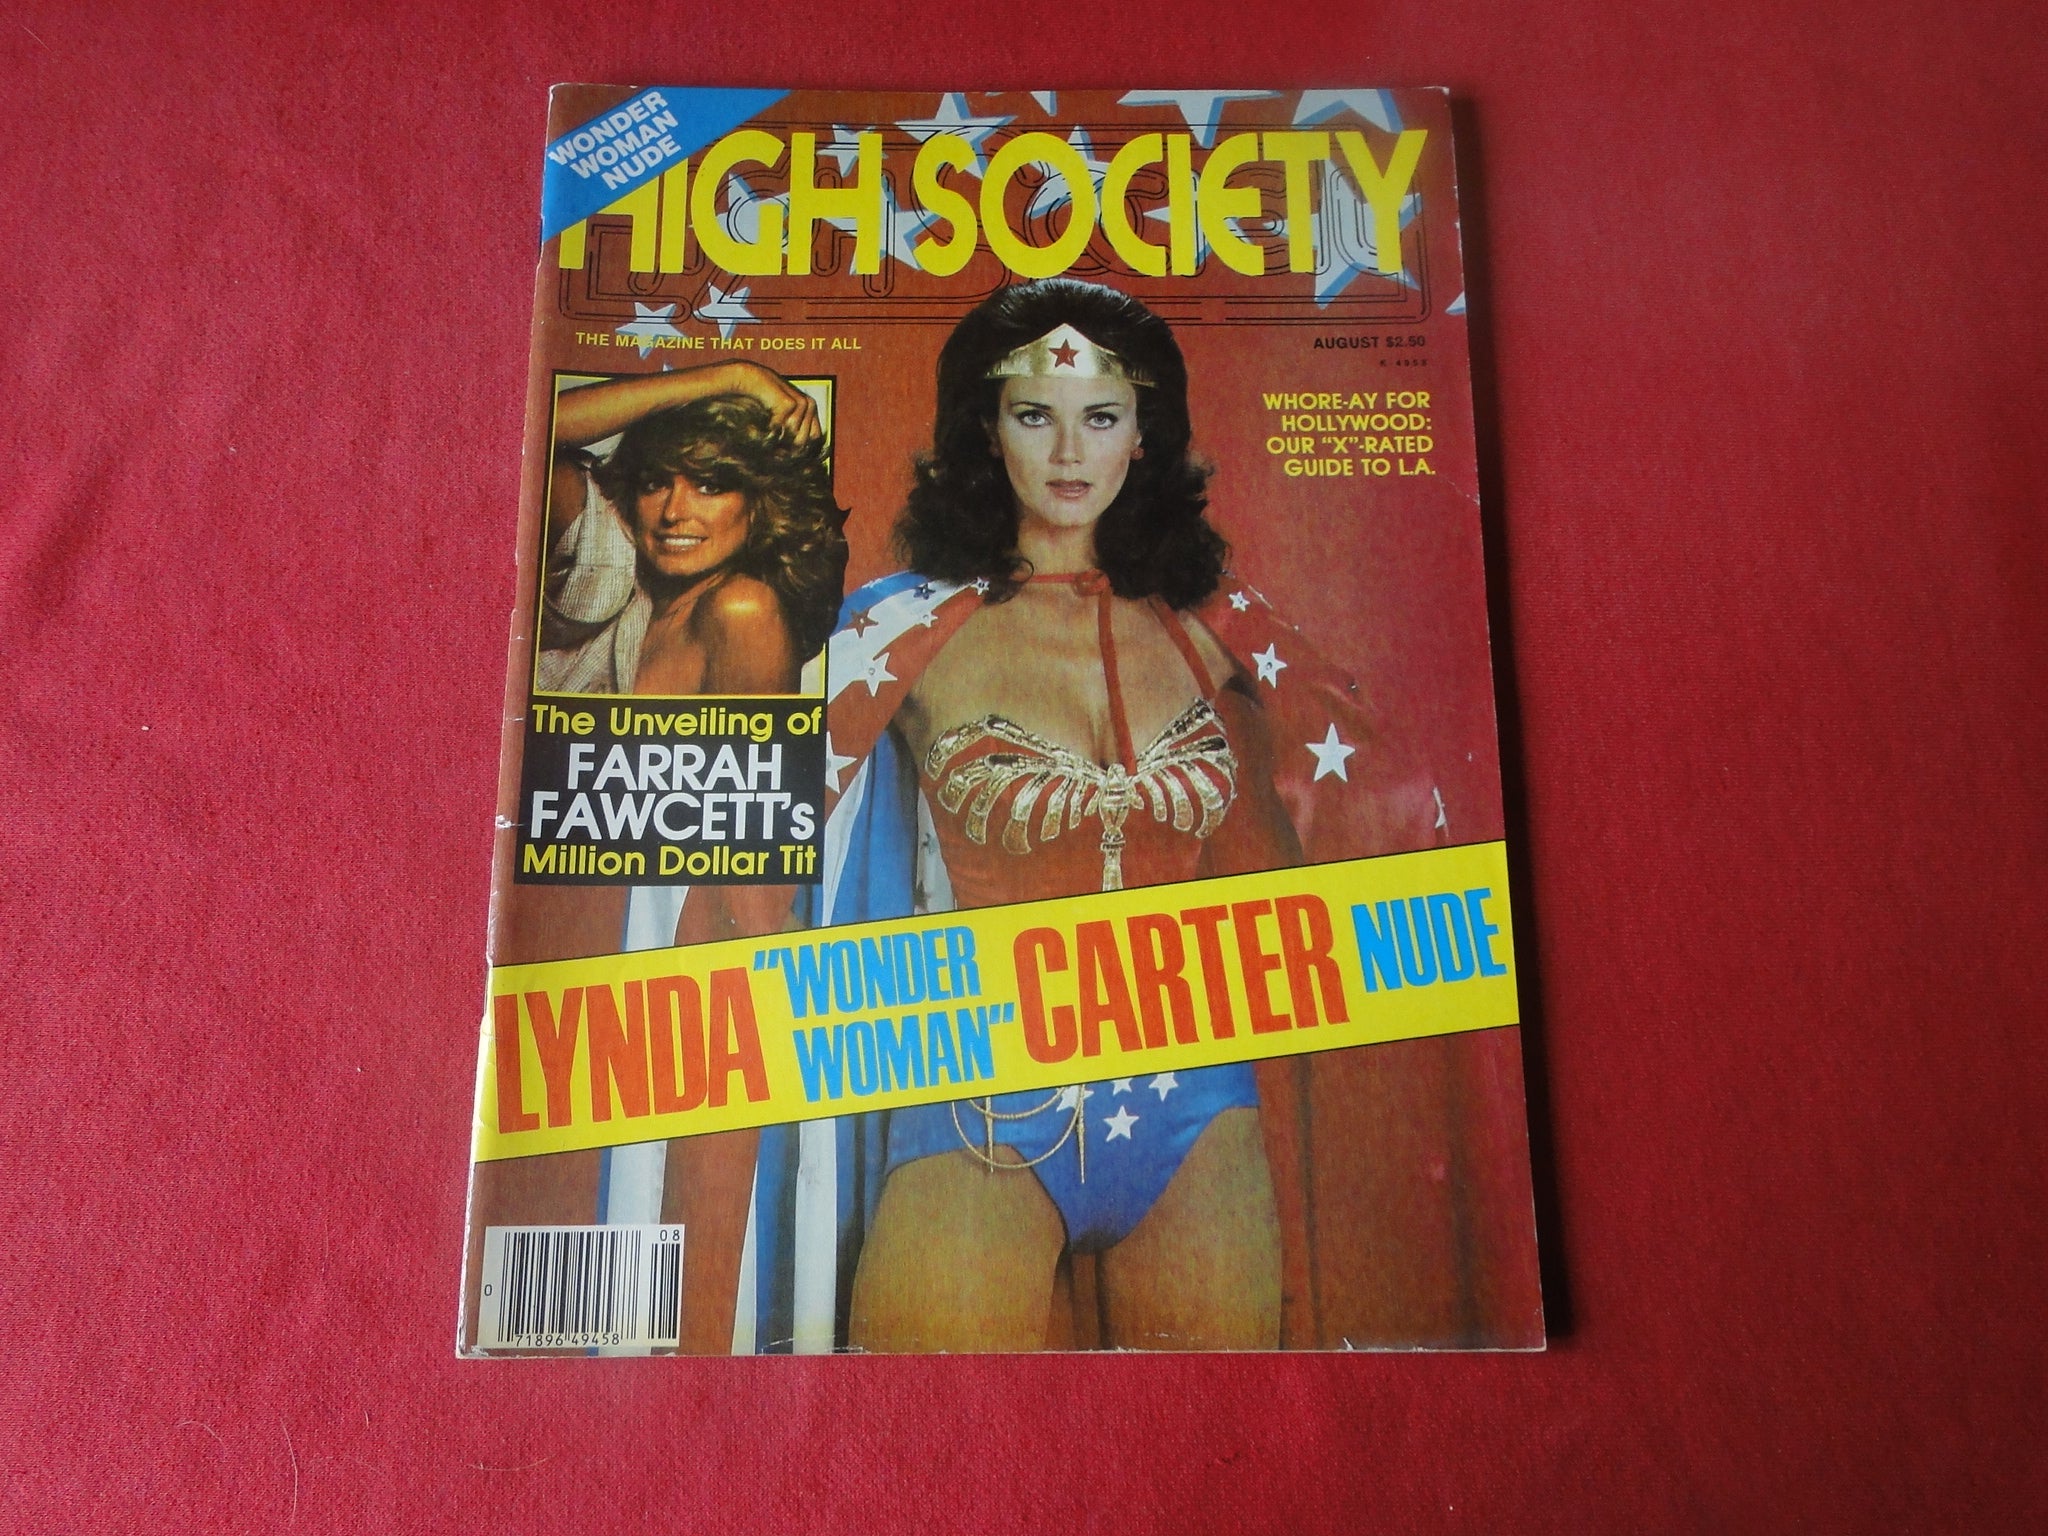 WONDER
WOMAN
NUDE
HIGH SOCIETY
THE MAGAZINE THAT DOES IT ALL
AUGUST $2.50
K 4958
WHORE-AY FOR
HOLLYWOOD:
OUR "X"-RATED
GUIDE TO L.A.
The Unveiling of
FARRAH
FAWCETT's
Million Dollar Tit
LYNDA "WONDER WOMAN" CARTER NUDE
08
0
71896 49458